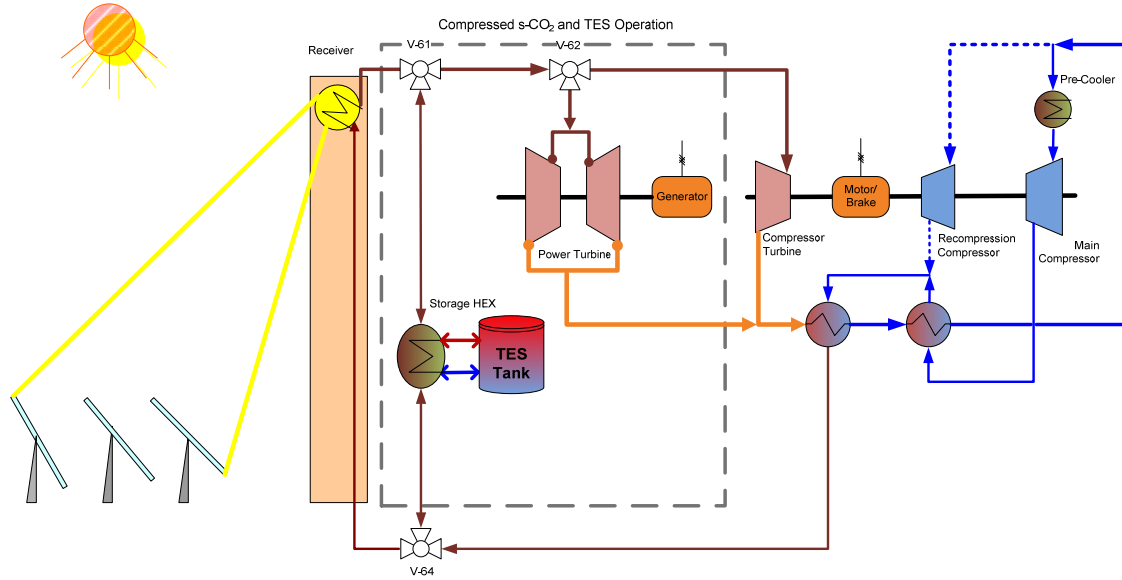 Compressed s-CO₂ and TES Operation
Receiver
V-61
V-62
Pre-Cooler
Generator
Motor/
Brake
Power Turbine
Compressor
Turbine
Recompression
Compressor
Main
Compressor
Storage HEX
TES
Tank
V-64